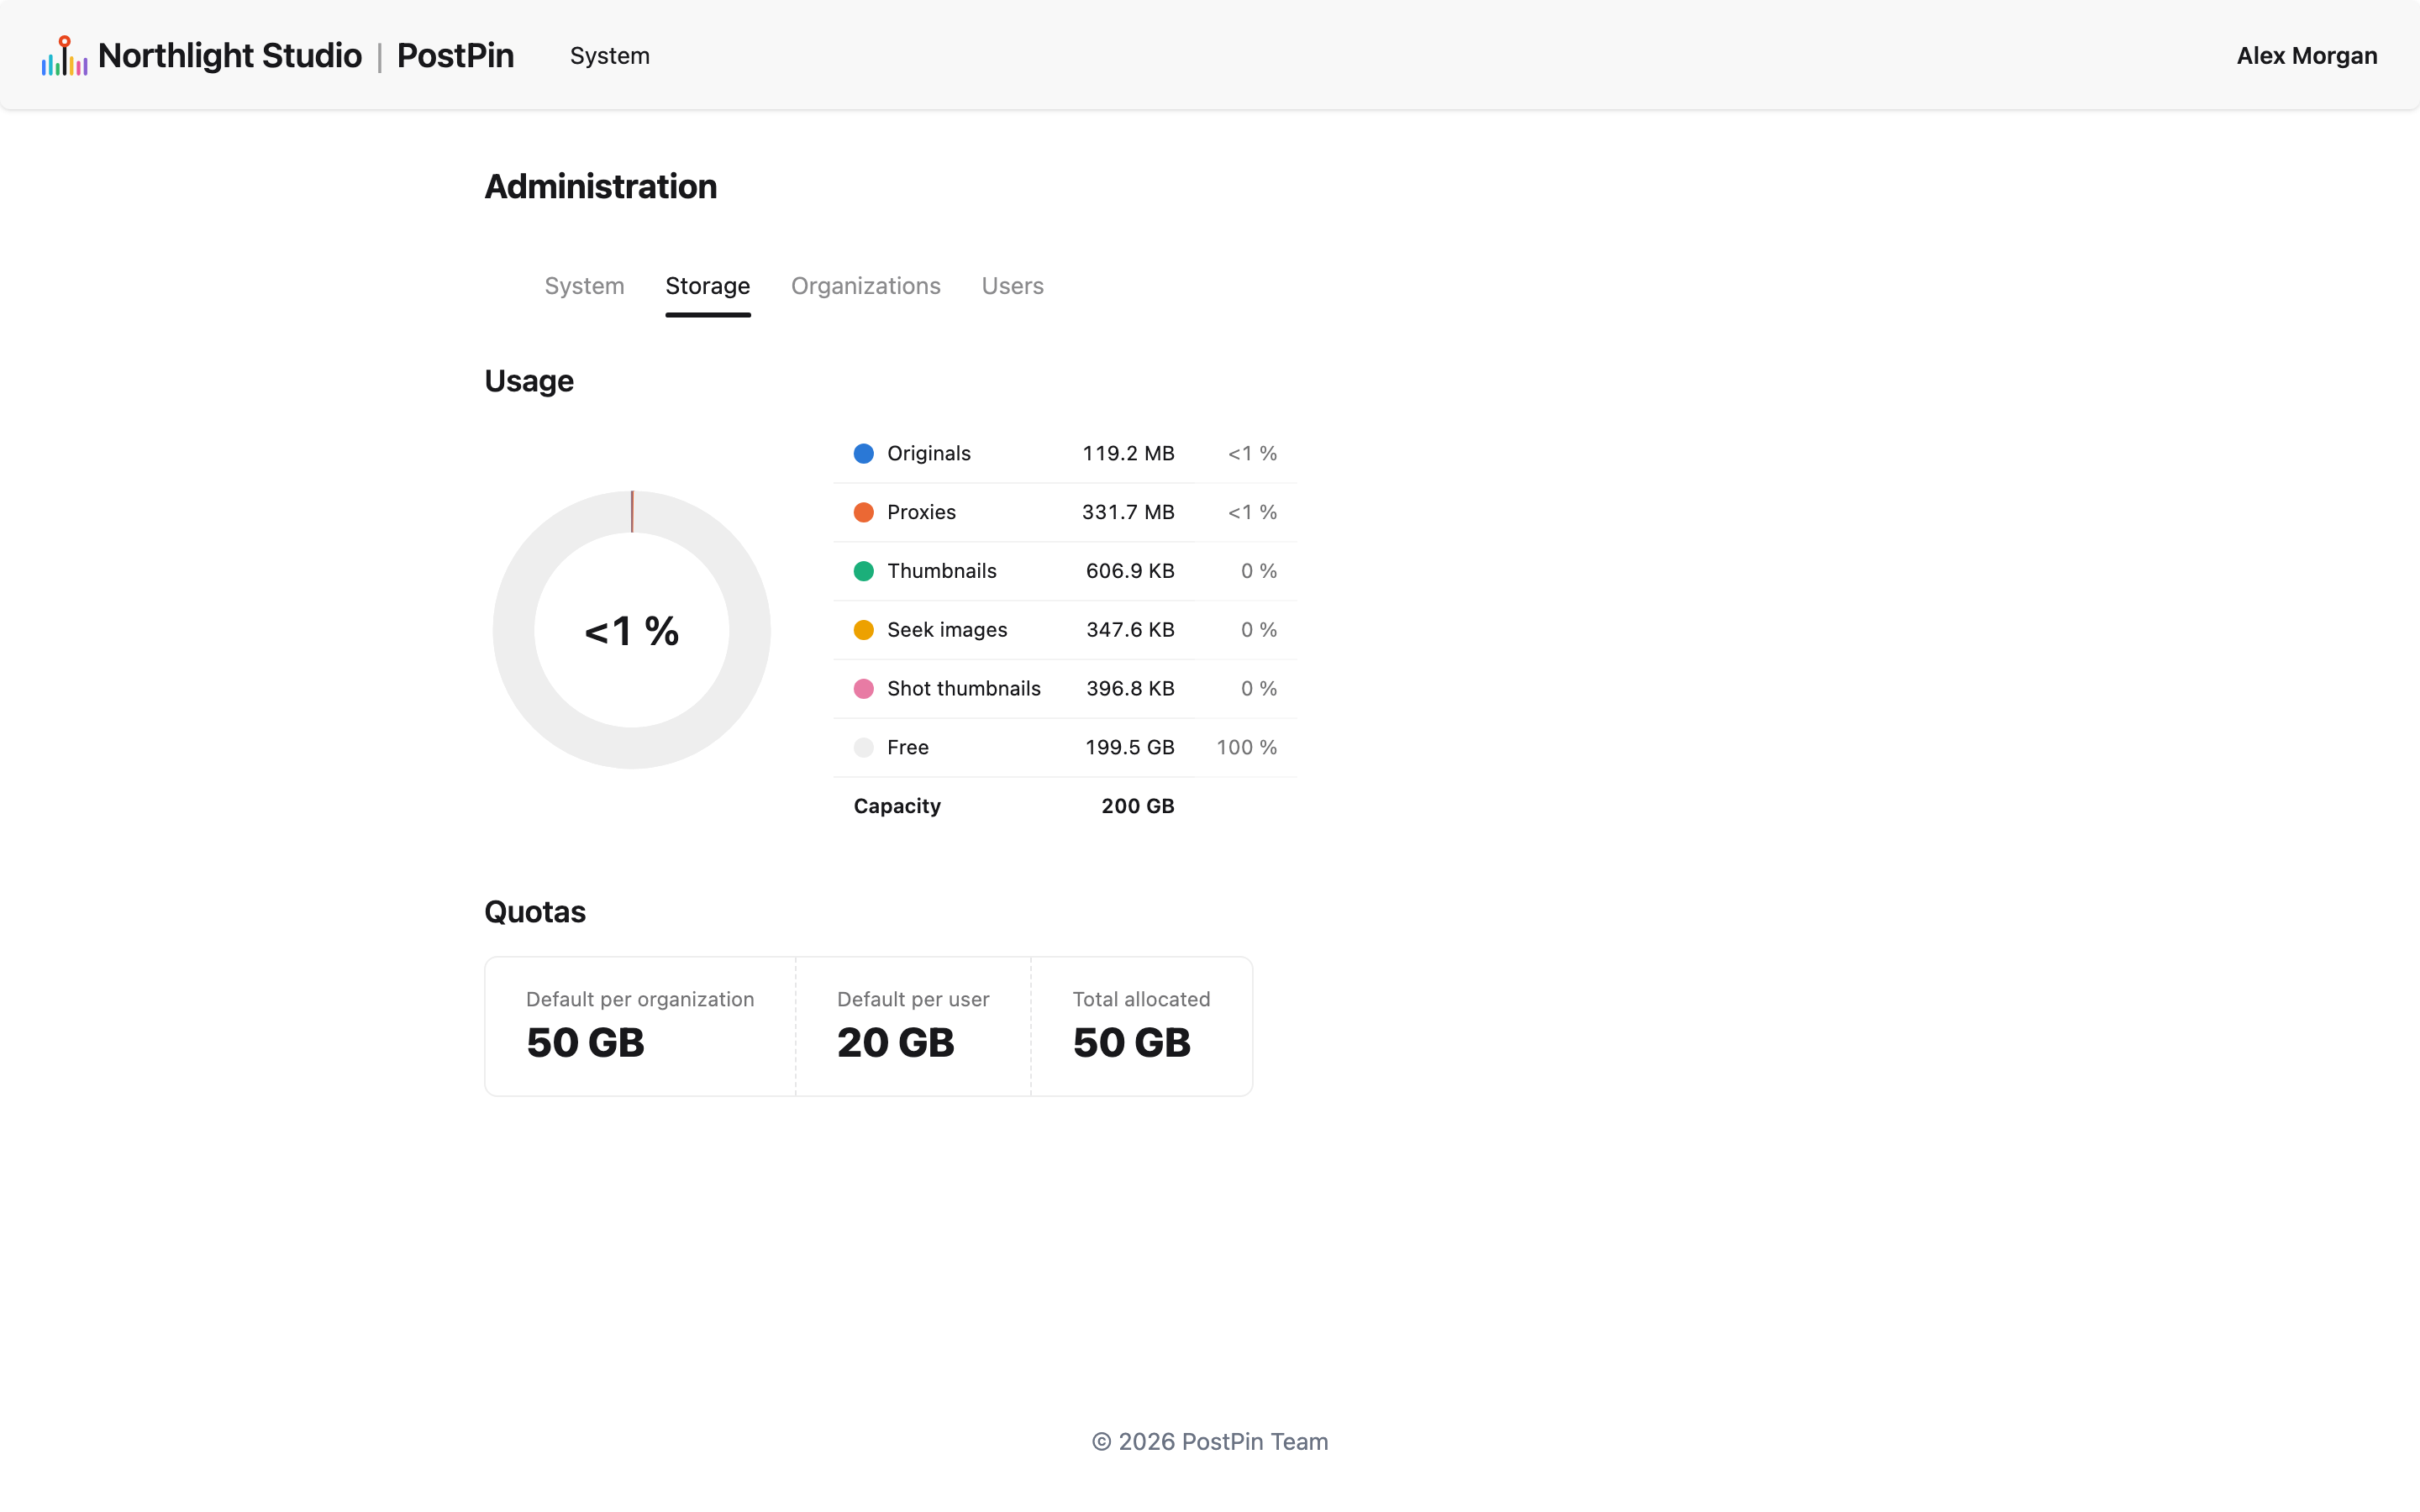 Northlight Studio | PostPin System Alex Morgan
Administration
System Storage Organizations Users
Usage
<1 %
Originals 119.2 MB <1 %
Proxies 331.7 MB <1 %
Thumbnails 606.9 KB 0 %
Seek images 347.6 KB 0 %
Shot thumbnails 396.8 KB 0 %
Free 199.5 GB 100 %
Capacity 200 GB
Quotas
Default per organization Default per user Total allocated
50 GB 20 GB 50 GB
© 2026 PostPin Team